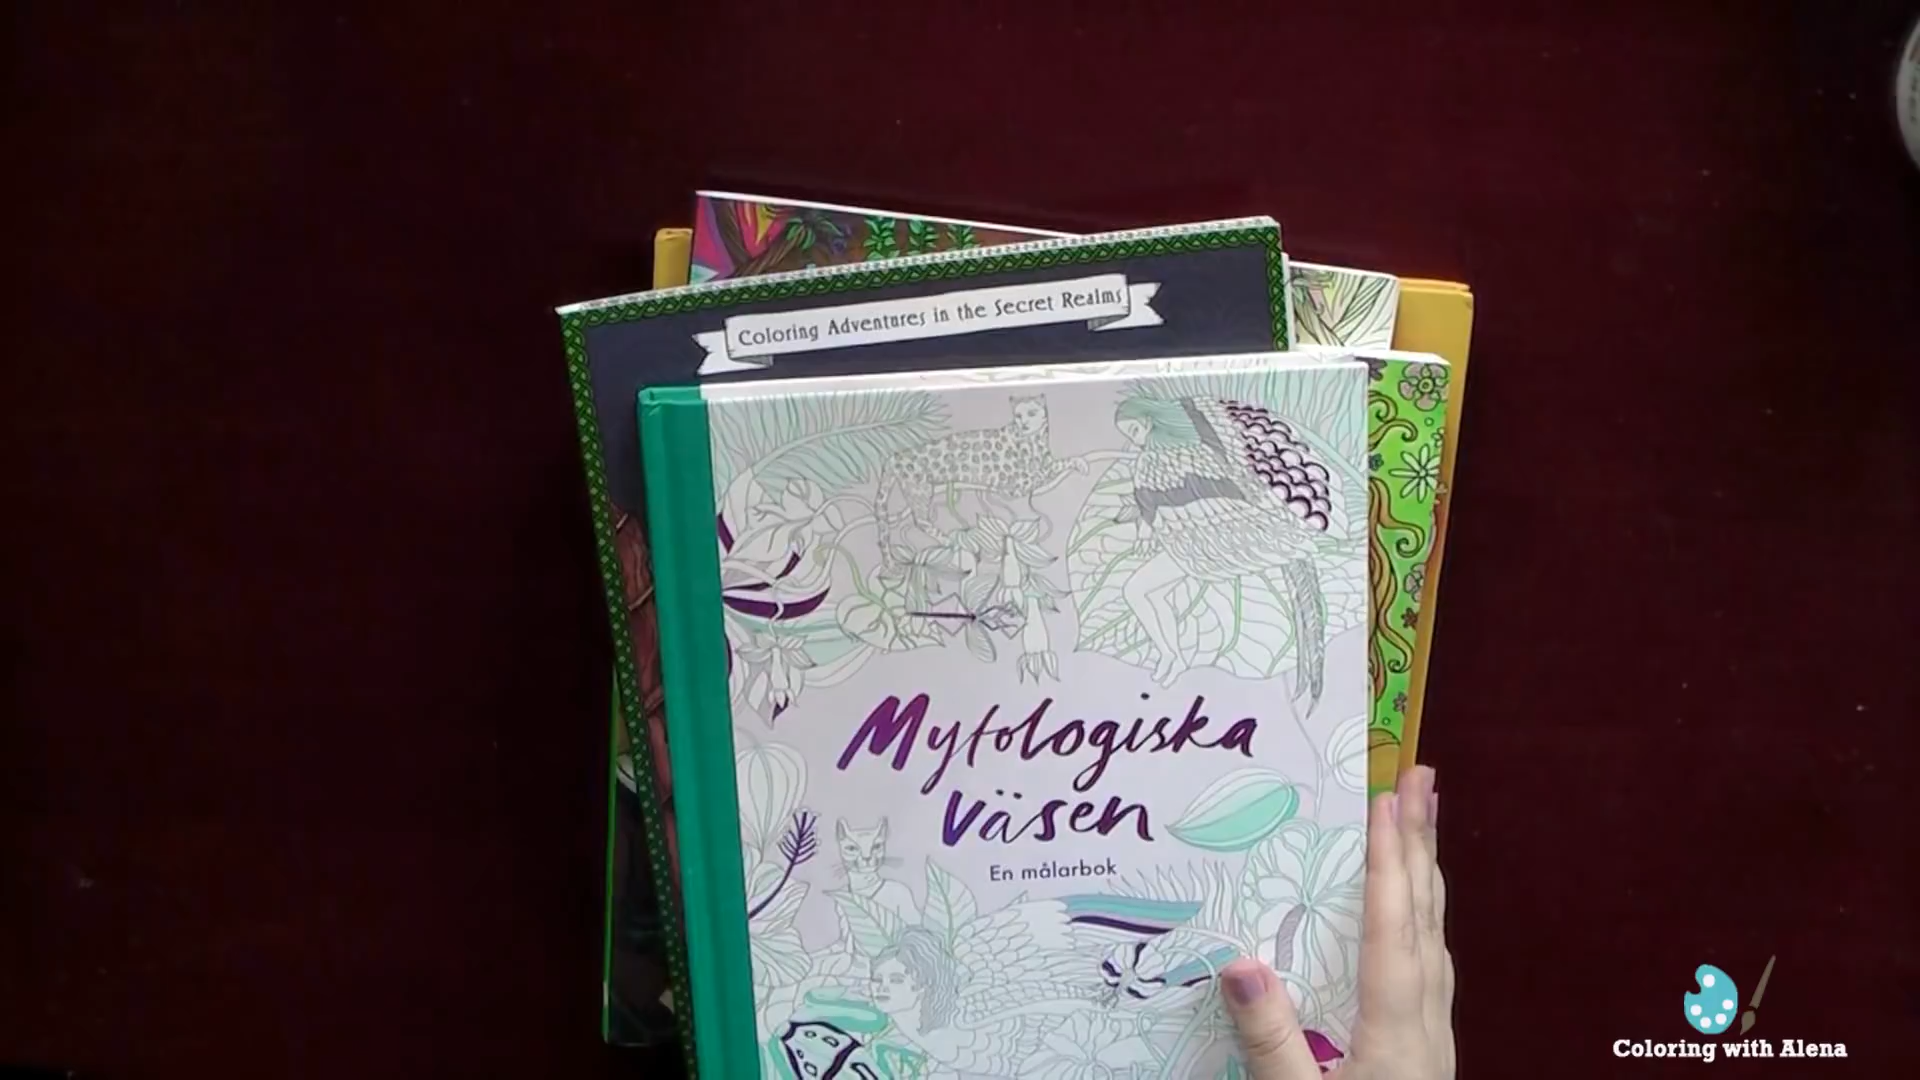 Coloring Adventures in the Secret Realms
Mytologiska
väsen
En målarbok
Coloring with Alena